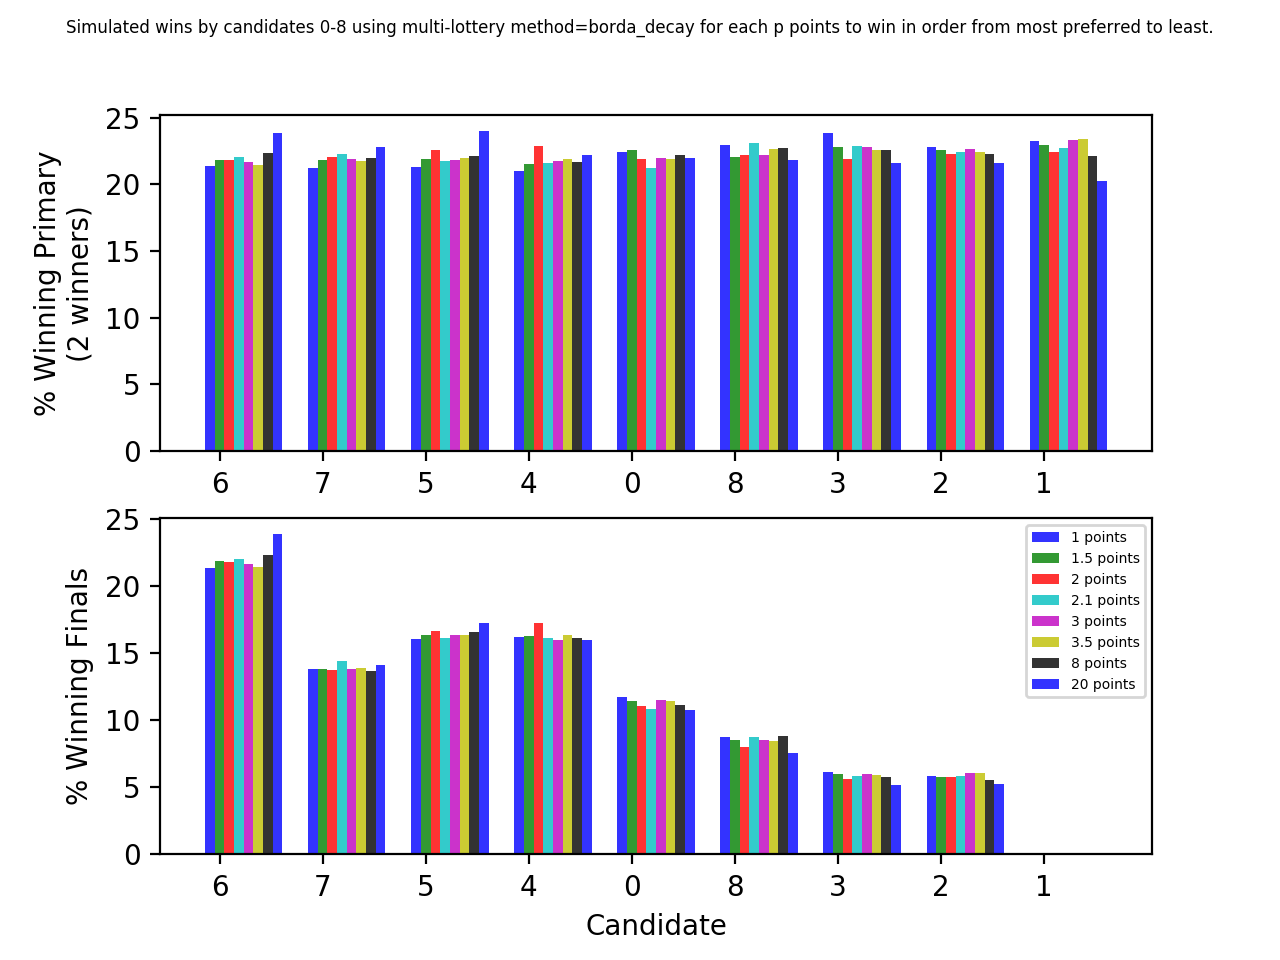 Simulated wins by candidates 0-8 using multi-lottery method=borda_decay for each p points to win in order from most preferred to least.
% Winning Primary
(2 winners)
25
20
15
10
5
0
6 7 5 4 0 8 3 2 1
% Winning Finals
25
20
15
10
5
0
1 points
1.5 points
2 points
2.1 points
3 points
3.5 points
8 points
20 points
6 7 5 4 0 8 3 2 1
Candidate